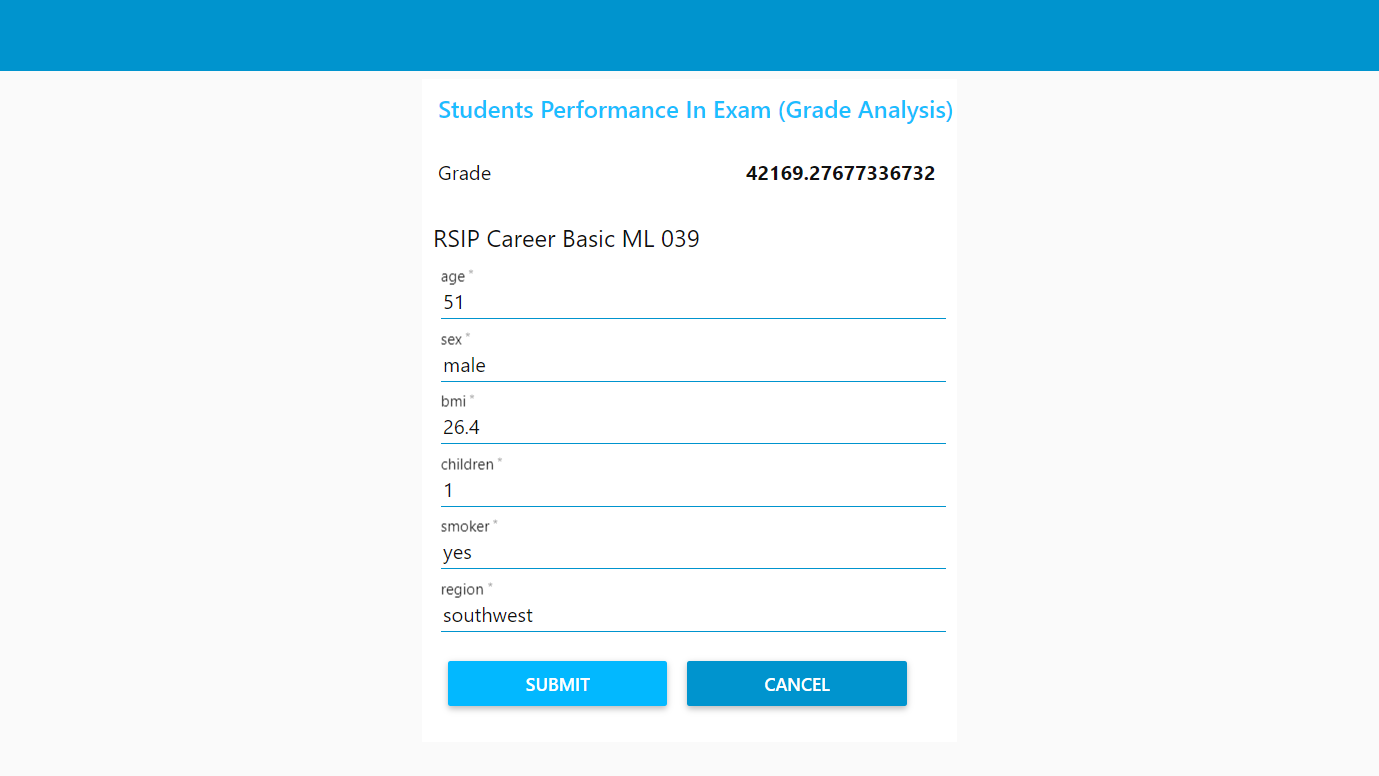 Students Performance In Exam (Grade Analysis)
Grade 42169.27677336732
RSIP Career Basic ML 039
age *
51
sex *
male
bmi *
26.4
children *
1
smoker *
yes
region *
southwest
SUBMIT CANCEL